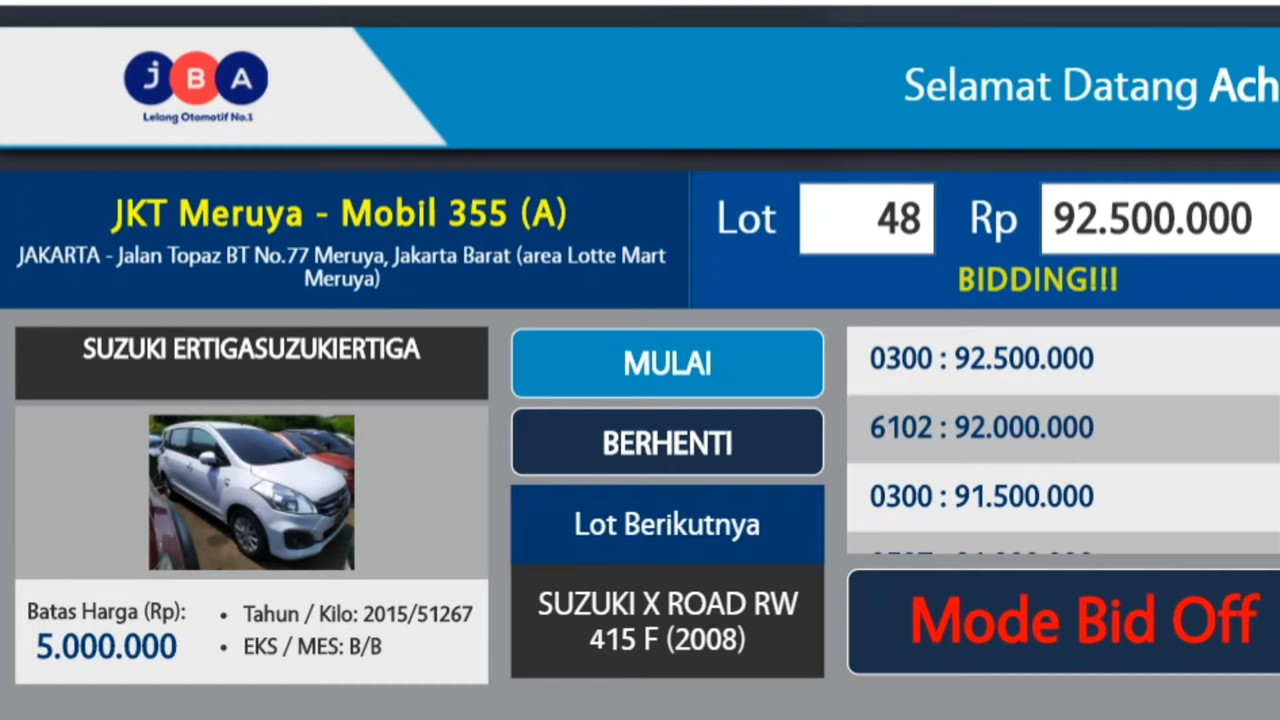 JBA
Lelang Otomotif No.1
Selamat Datang Ach
JKT Meruya - Mobil 355 (A)
JAKARTA - Jalan Topaz BT No.77 Meruya, Jakarta Barat (area Lotte Mart
Meruya)
Lot 48 Rp 92.500.000
BIDDING!!!
SUZUKI ERTIGASUZUKIERTIGA
Batas Harga (Rp):
5.000.000
• Tahun / Kilo: 2015/51267
• EKS / MES: B/B
MULAI
BERHENTI
Lot Berikutnya
SUZUKI X ROAD RW
415 F (2008)
0300 : 92.500.000
6102 : 92.000.000
0300 : 91.500.000
Mode Bid Off